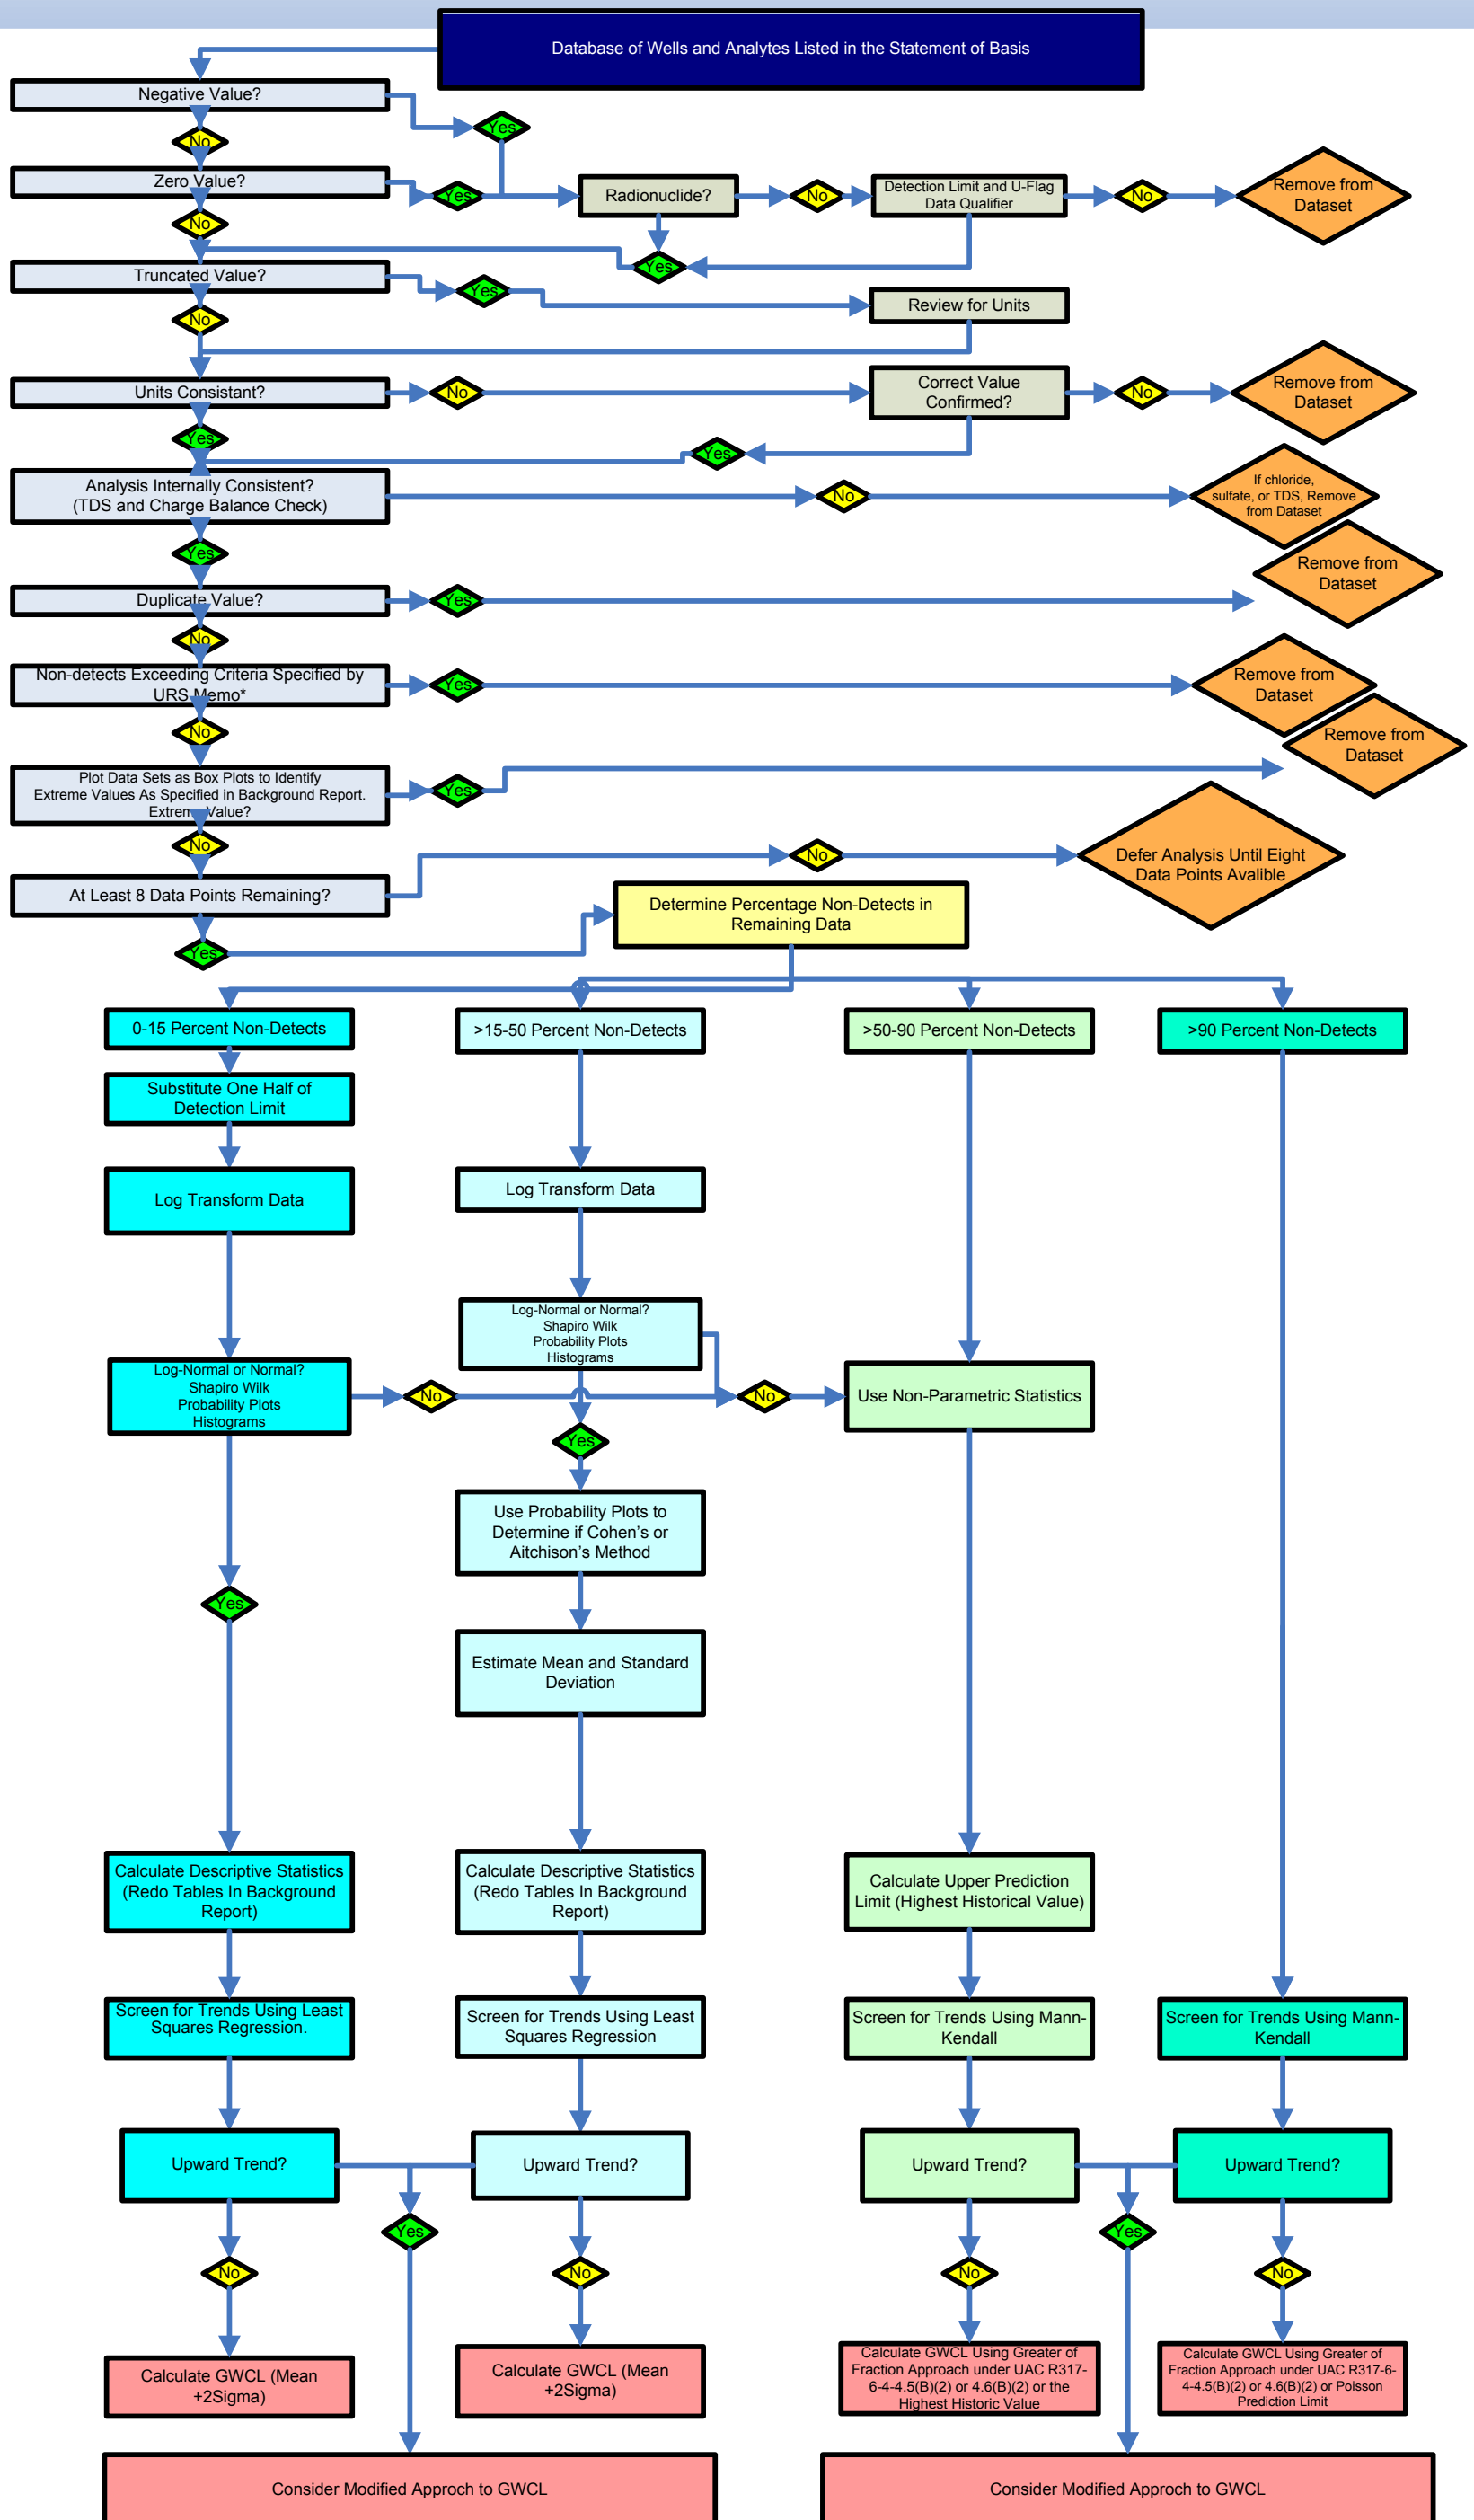 Database of Wells and Analytes Listed in the Statement of Basis
Negative Value?
Yes
No
Zero Value?
Yes
Radionuclide?
No
Detection Limit and U-Flag
Data Qualifier
No
Remove from
Dataset
No
Yes
Truncated Value?
Yes
Review for Units
No
Units Consistant?
No
Correct Value
Confirmed?
No
Remove from
Dataset
Yes
Yes
Analysis Internally Consistent?
(TDS and Charge Balance Check)
No
If chloride,
sulfate, or TDS, Remove
from Dataset
Yes
Duplicate Value?
Yes
Remove from
Dataset
No
Non-detects Exceeding Criteria Specified by
URS Memo*
Yes
Remove from
Dataset
No
Plot Data Sets as Box Plots to Identify
Extreme Values As Specified in Background Report.
Extreme Value?
Yes
Remove from
Dataset
No
At Least 8 Data Points Remaining?
No
Defer Analysis Until Eight
Data Points Avalible
Yes
Determine Percentage Non-Detects in
Remaining Data
0-15 Percent Non-Detects
>15-50 Percent Non-Detects
>50-90 Percent Non-Detects
>90 Percent Non-Detects
Substitute One Half of
Detection Limit
Log Transform Data
Log Transform Data
Log-Normal or Normal?
Shapiro Wilk
Probability Plots
Histograms
Log-Normal or Normal?
Shapiro Wilk
Probability Plots
Histograms
No
No
Use Non-Parametric Statistics
Yes
Use Probability Plots to
Determine if Cohen's or
Aitchison's Method
Yes
Estimate Mean and Standard
Deviation
Calculate Descriptive Statistics
(Redo Tables In Background
Report)
Calculate Descriptive Statistics
(Redo Tables In Background
Report)
Calculate Upper Prediction
Limit (Highest Historical Value)
Screen for Trends Using Least
Squares Regression.
Screen for Trends Using Least
Squares Regression
Screen for Trends Using Mann-
Kendall
Screen for Trends Using Mann-
Kendall
Upward Trend?
Upward Trend?
Upward Trend?
Upward Trend?
Yes
Yes
No
No
No
No
Calculate GWCL (Mean
+2Sigma)
Calculate GWCL (Mean
+2Sigma)
Calculate GWCL Using Greater of
Fraction Approach under UAC R317-
6-4-4.5(B)(2) or 4.6(B)(2) or the
Highest Historic Value
Calculate GWCL Using Greater of
Fraction Approach under UAC R317-6-
4-4.5(B)(2) or 4.6(B)(2) or Poisson
Prediction Limit
Consider Modified Approch to GWCL
Consider Modified Approch to GWCL